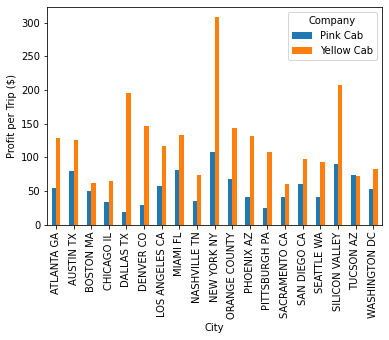 Company
Pink Cab
Yellow Cab
Profit per Trip ($)
300
250
200
150
100
50
0
ATLANTA GA
AUSTIN TX
BOSTON MA
CHICAGO IL
DALLAS TX
DENVER CO
LOS ANGELES CA
MIAMI FL
NASHVILLE TN
NEW YORK NY
ORANGE COUNTY
PHOENIX AZ
PITTSBURGH PA
SACRAMENTO CA
SAN DIEGO CA
SEATTLE WA
SILICON VALLEY
TUCSON AZ
WASHINGTON DC
City